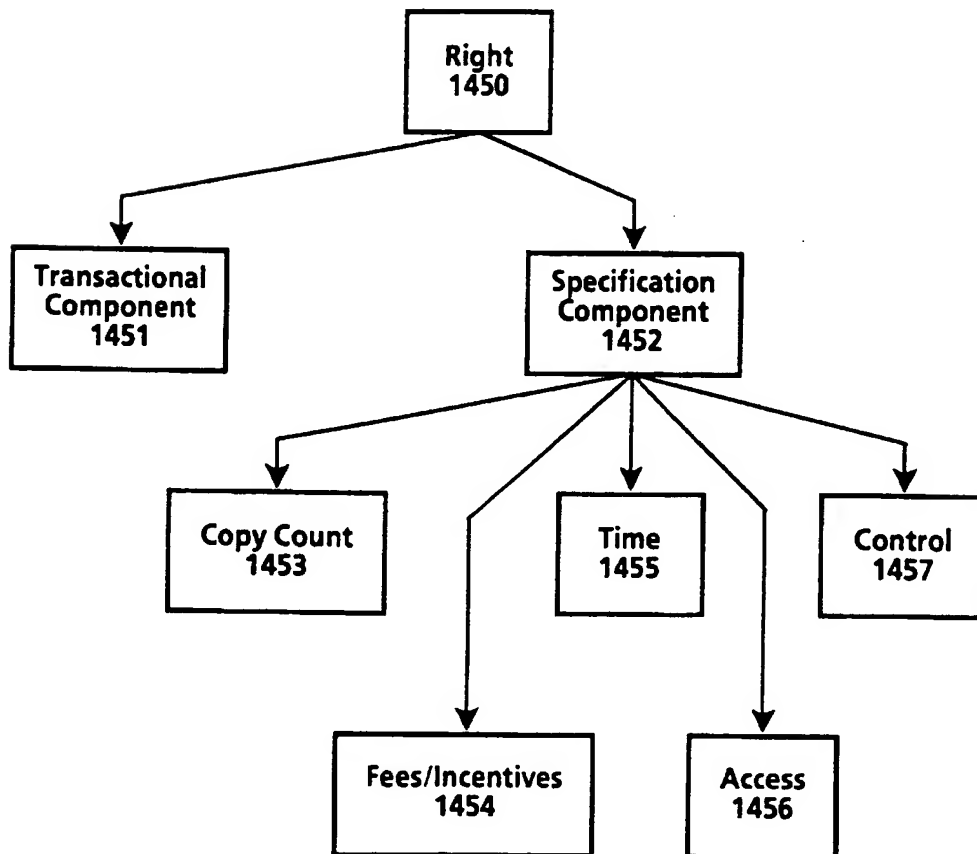 Right
1450
Transactional
Component
1451
Specification
Component
1452
Copy Count
1453
Time
1455
Control
1457
Fees/Incentives
1454
Access
1456